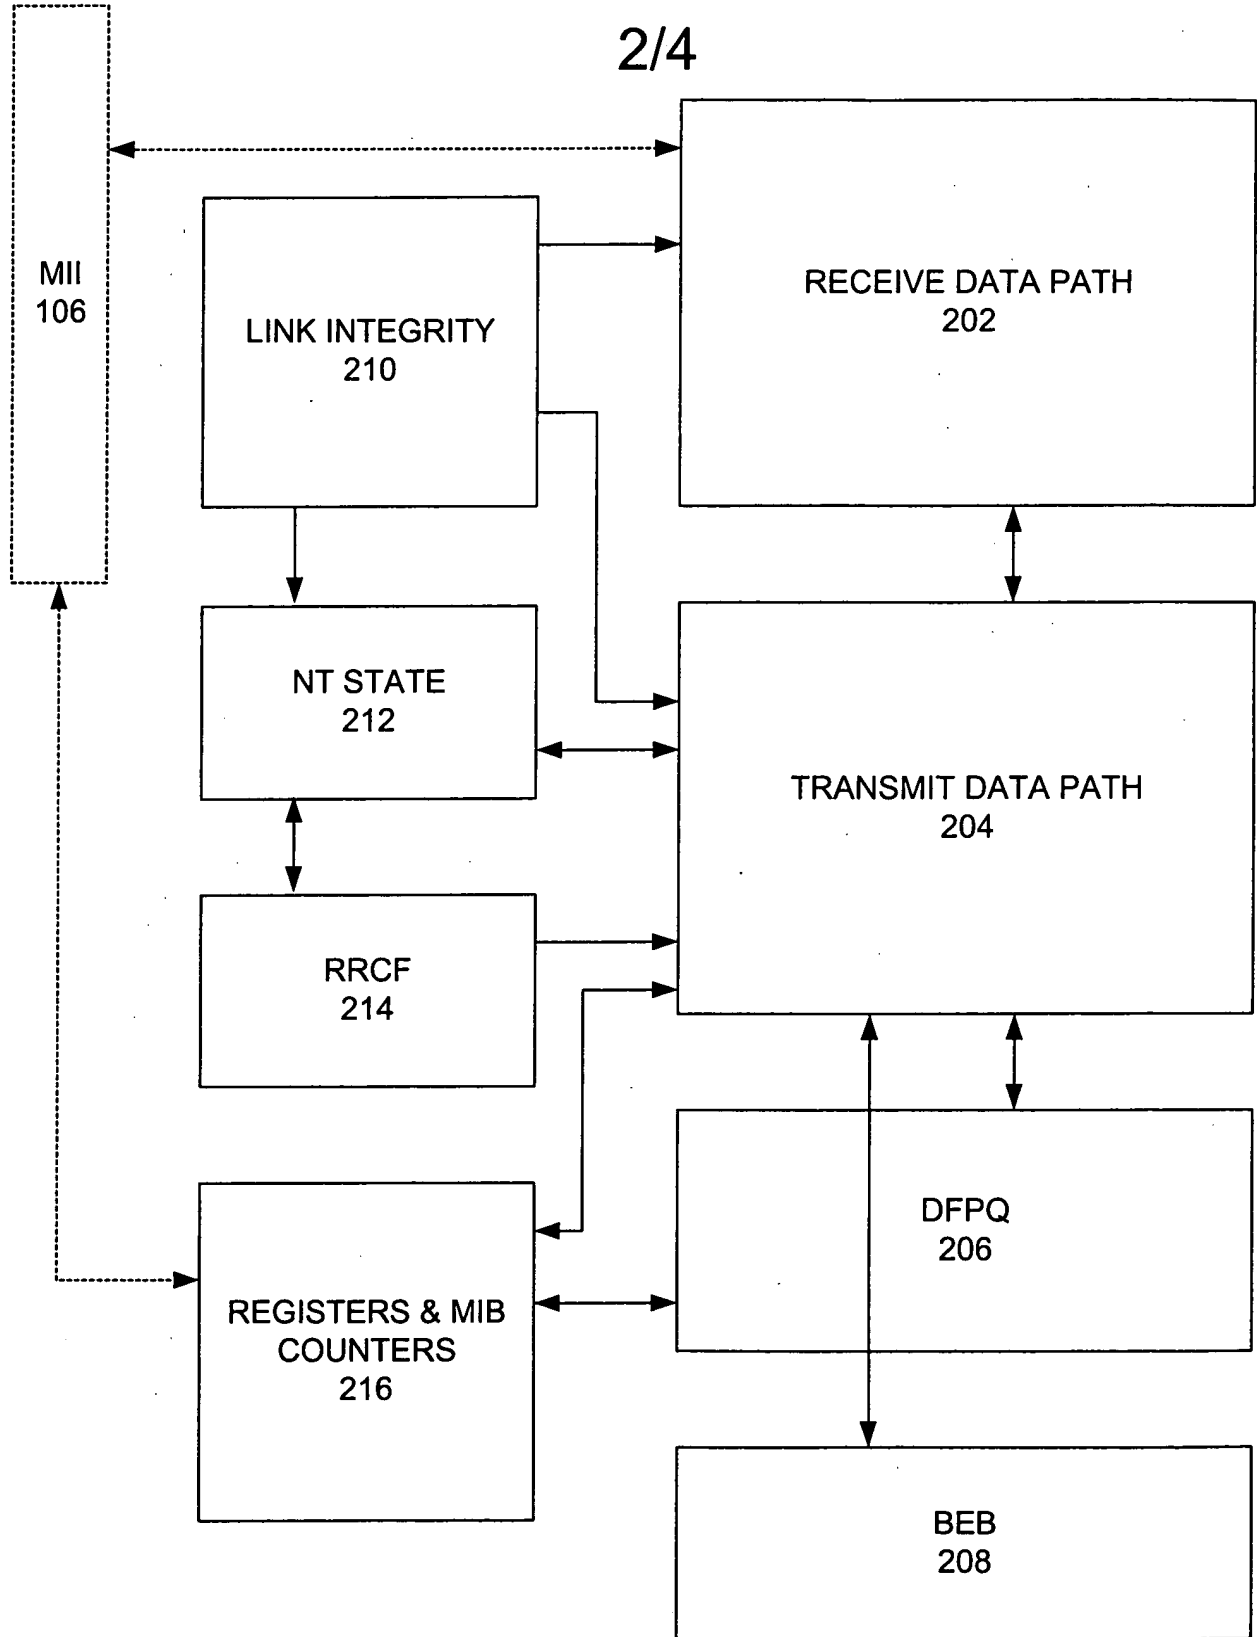 2/4
MII
106
RECEIVE DATA PATH
202
LINK INTEGRITY
210
NT STATE
212
TRANSMIT DATA PATH
204
RRCF
214
DFPQ
206
REGISTERS & MIB
COUNTERS
216
BEB
208